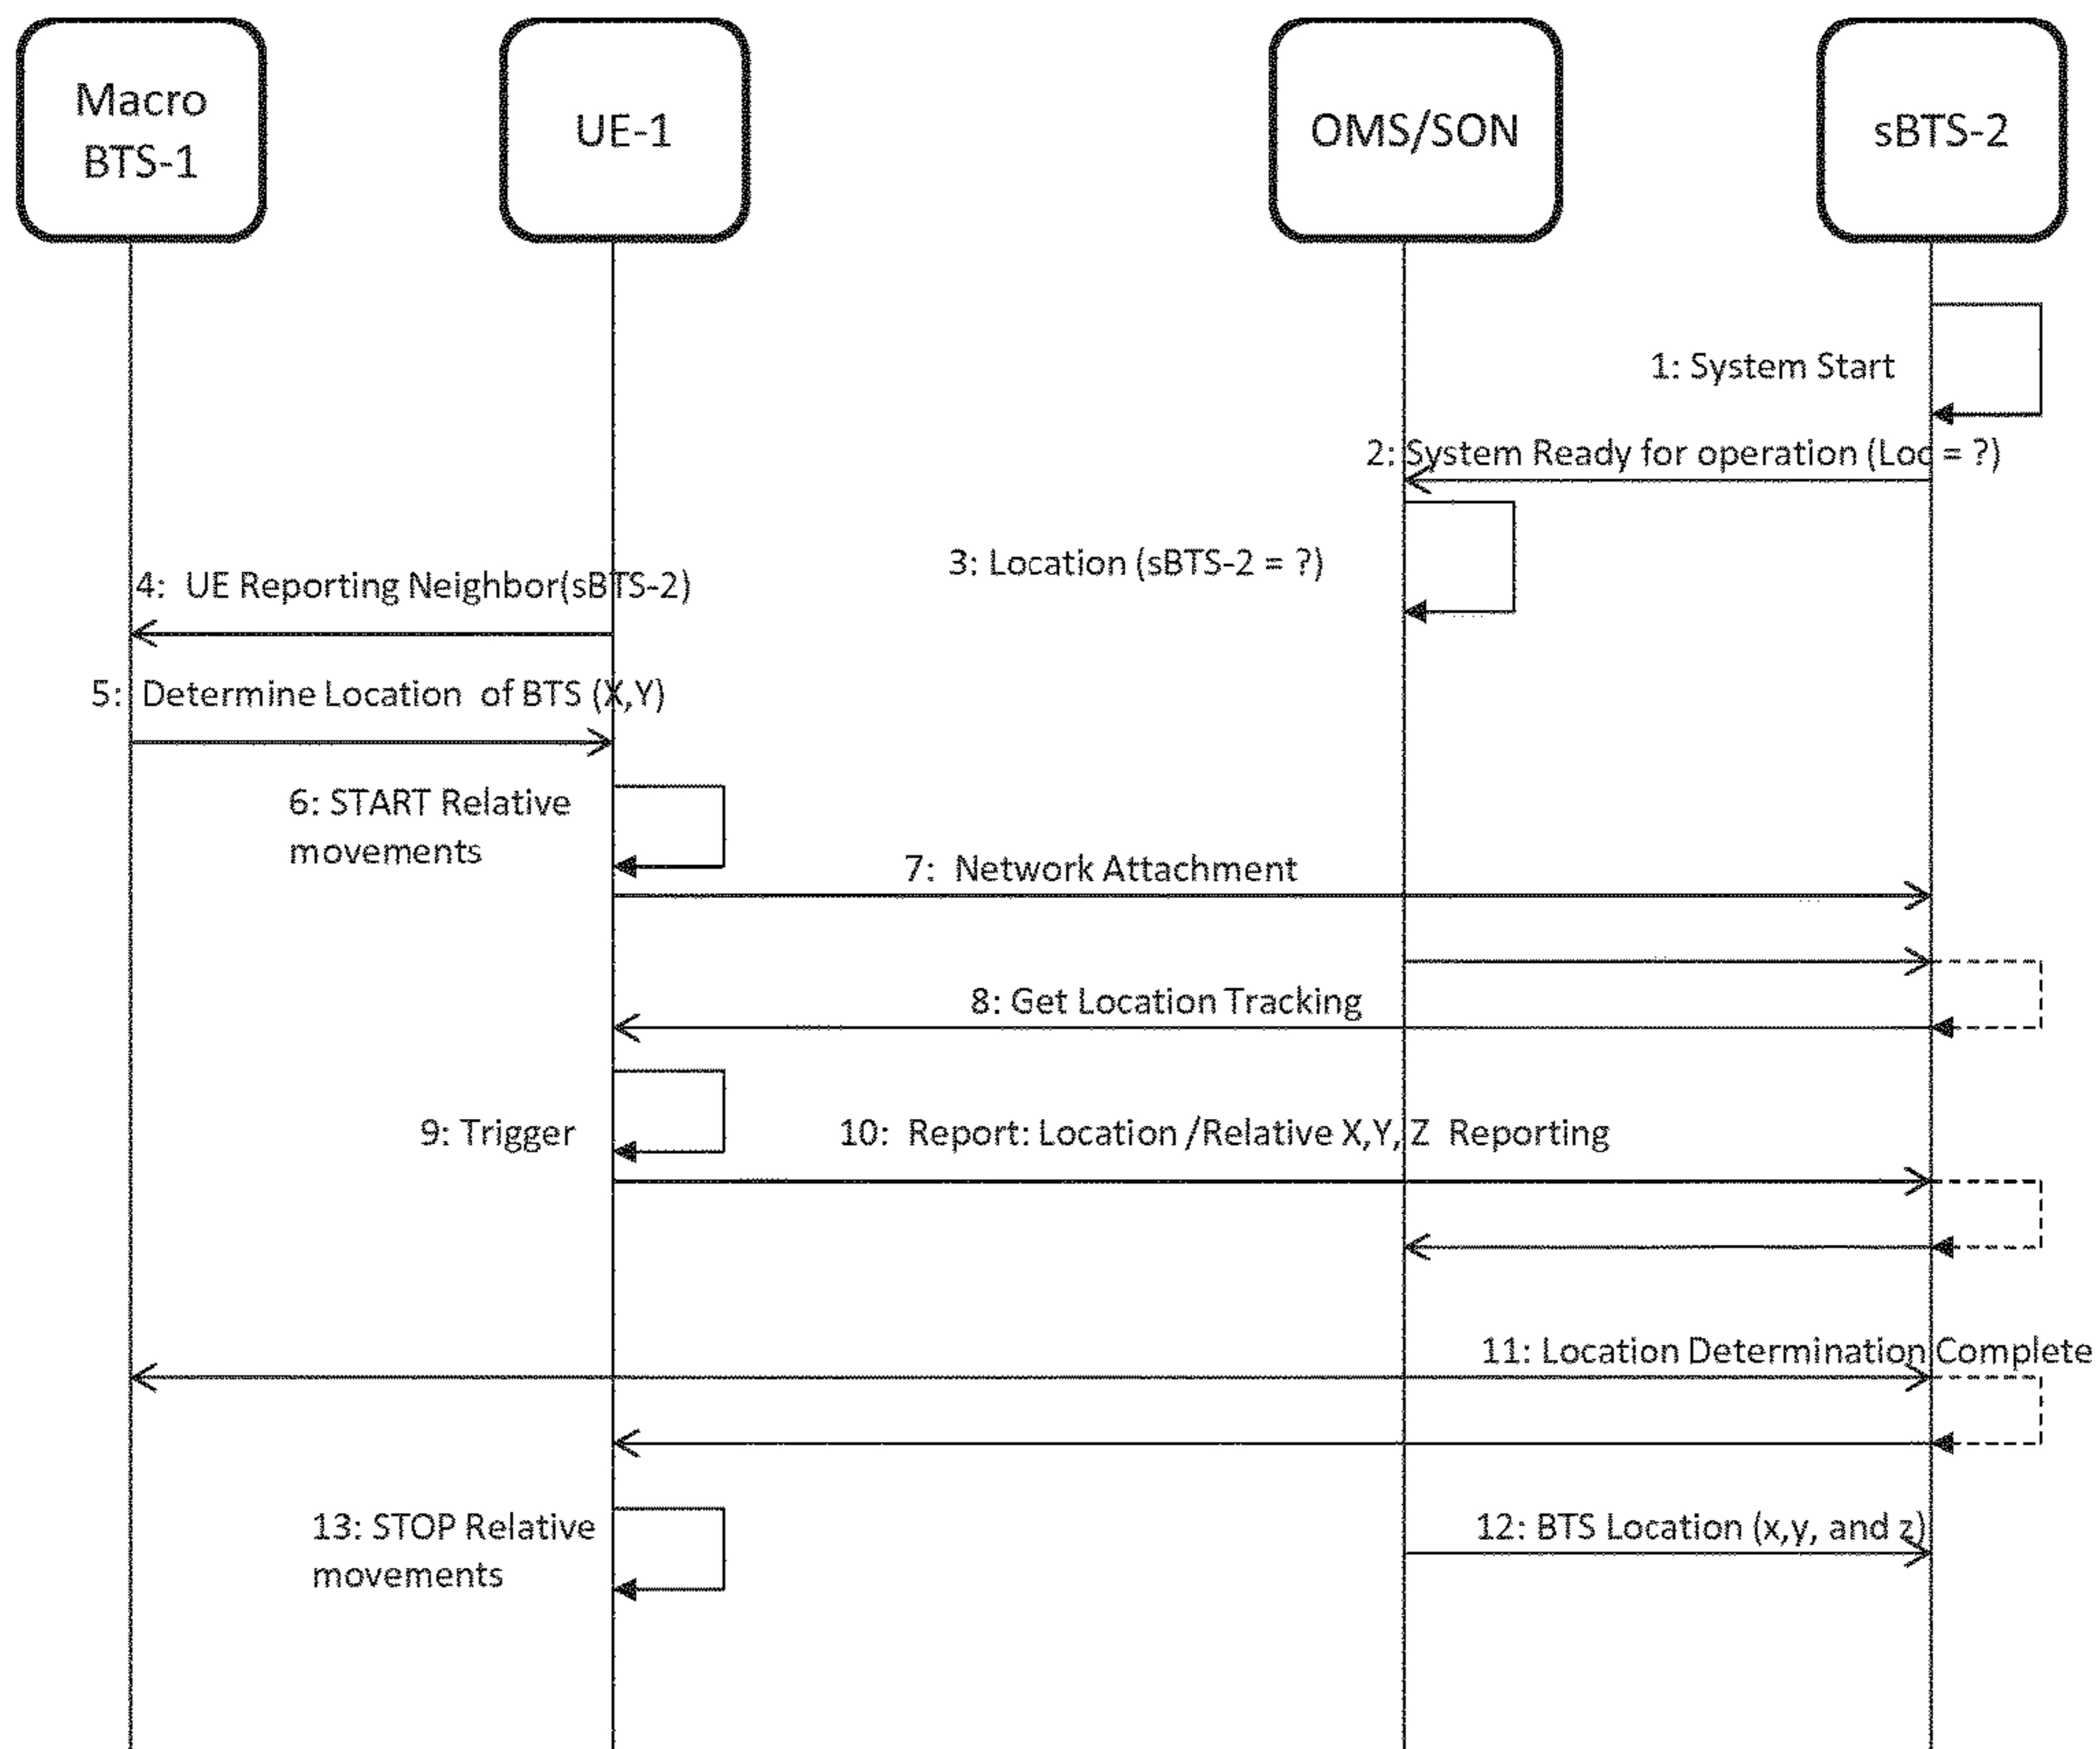 Macro
BTS-1
UE-1
OMS/SON
sBTS-2
1: System Start
2: System Ready for operation (Loc = ?)
3: Location (sBTS-2 = ?)
4: UE Reporting Neighbor(sBTS-2)
5: Determine Location of BTS (X,Y)
6: START Relative
movements
7: Network Attachment
8: Get Location Tracking
9: Trigger
10: Report: Location /Relative X,Y, Z Reporting
11: Location Determination Complete
13: STOP Relative
movements
12: BTS Location (x,y, and z)